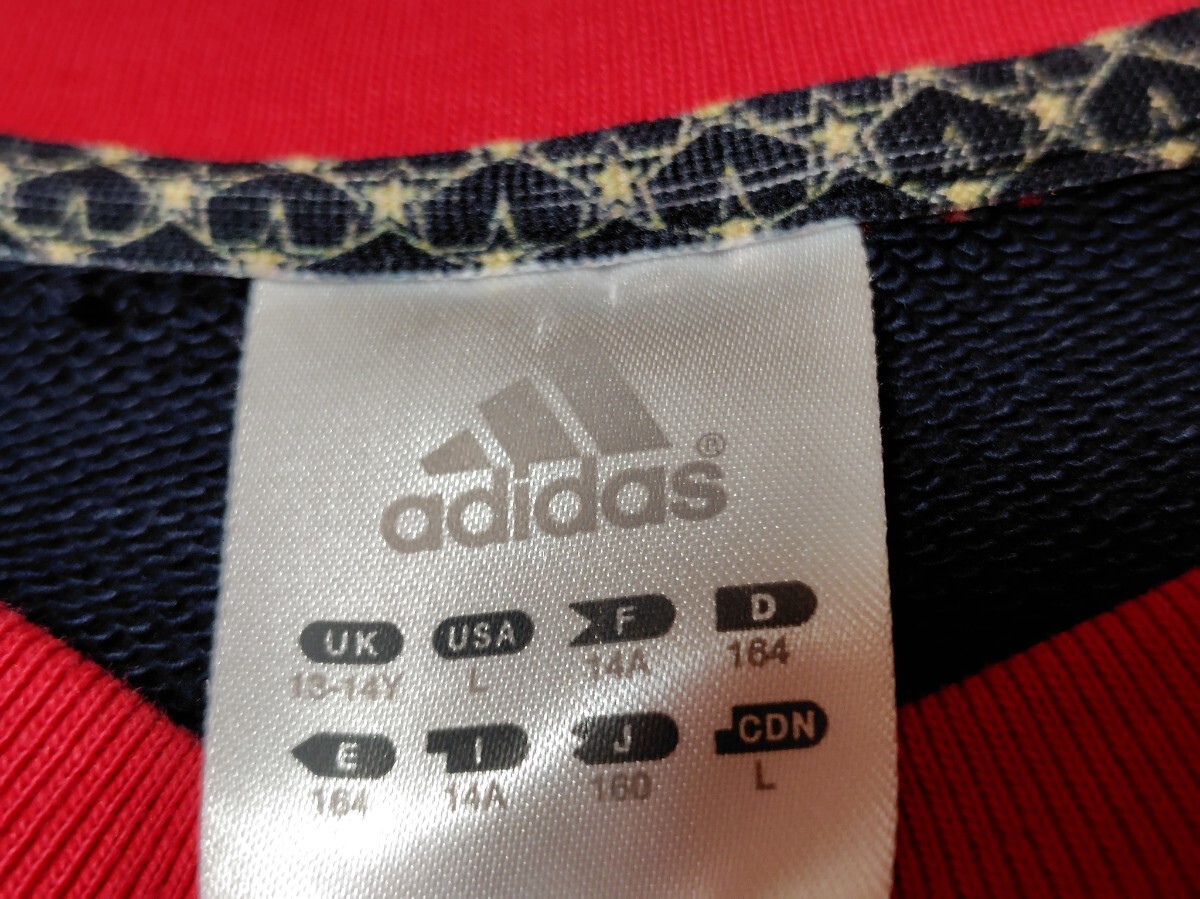 adidas®
UK USA F D
13-14Y L 14A 164
E I J CDN
164 14A 160 L